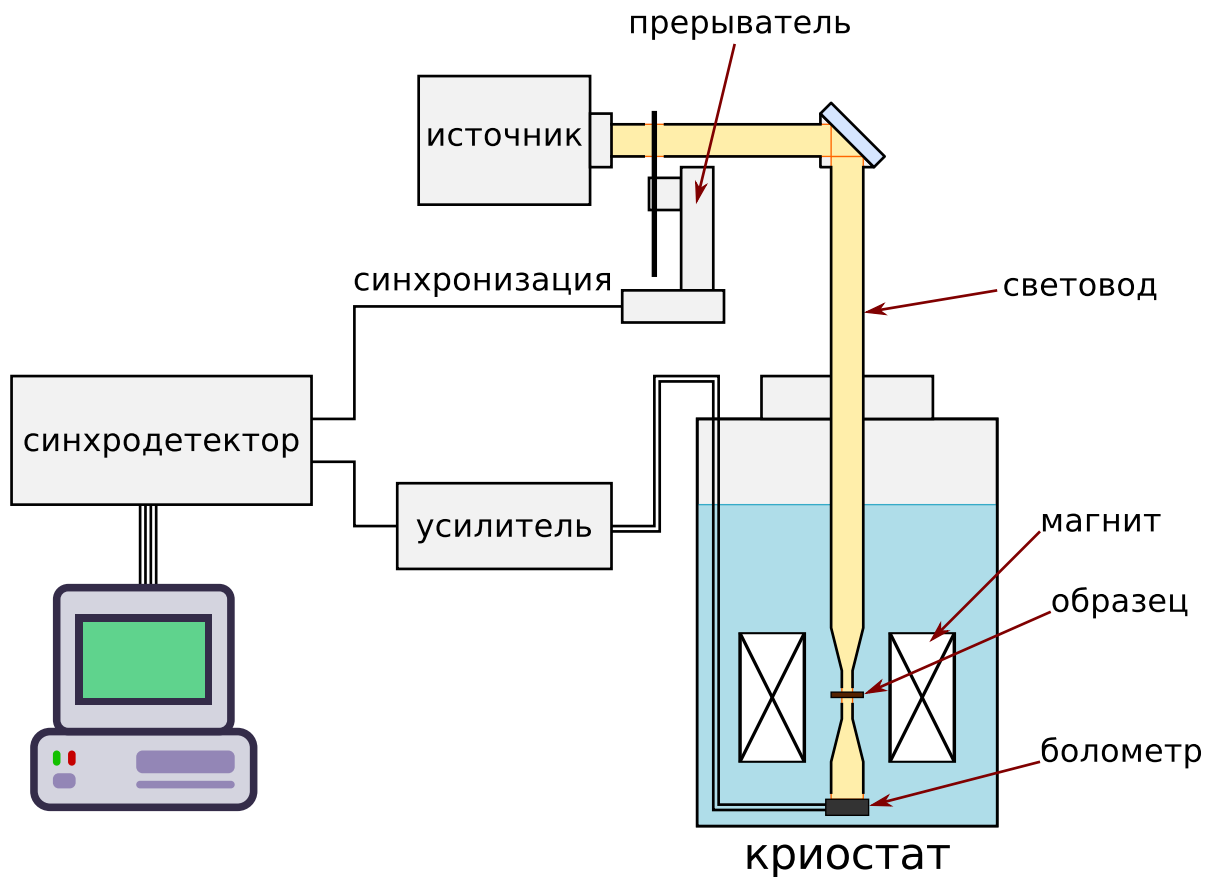 прерыватель
источник
синхронизация
световод
синхродетектор
усилитель
магнит
образец
болометр
криостат